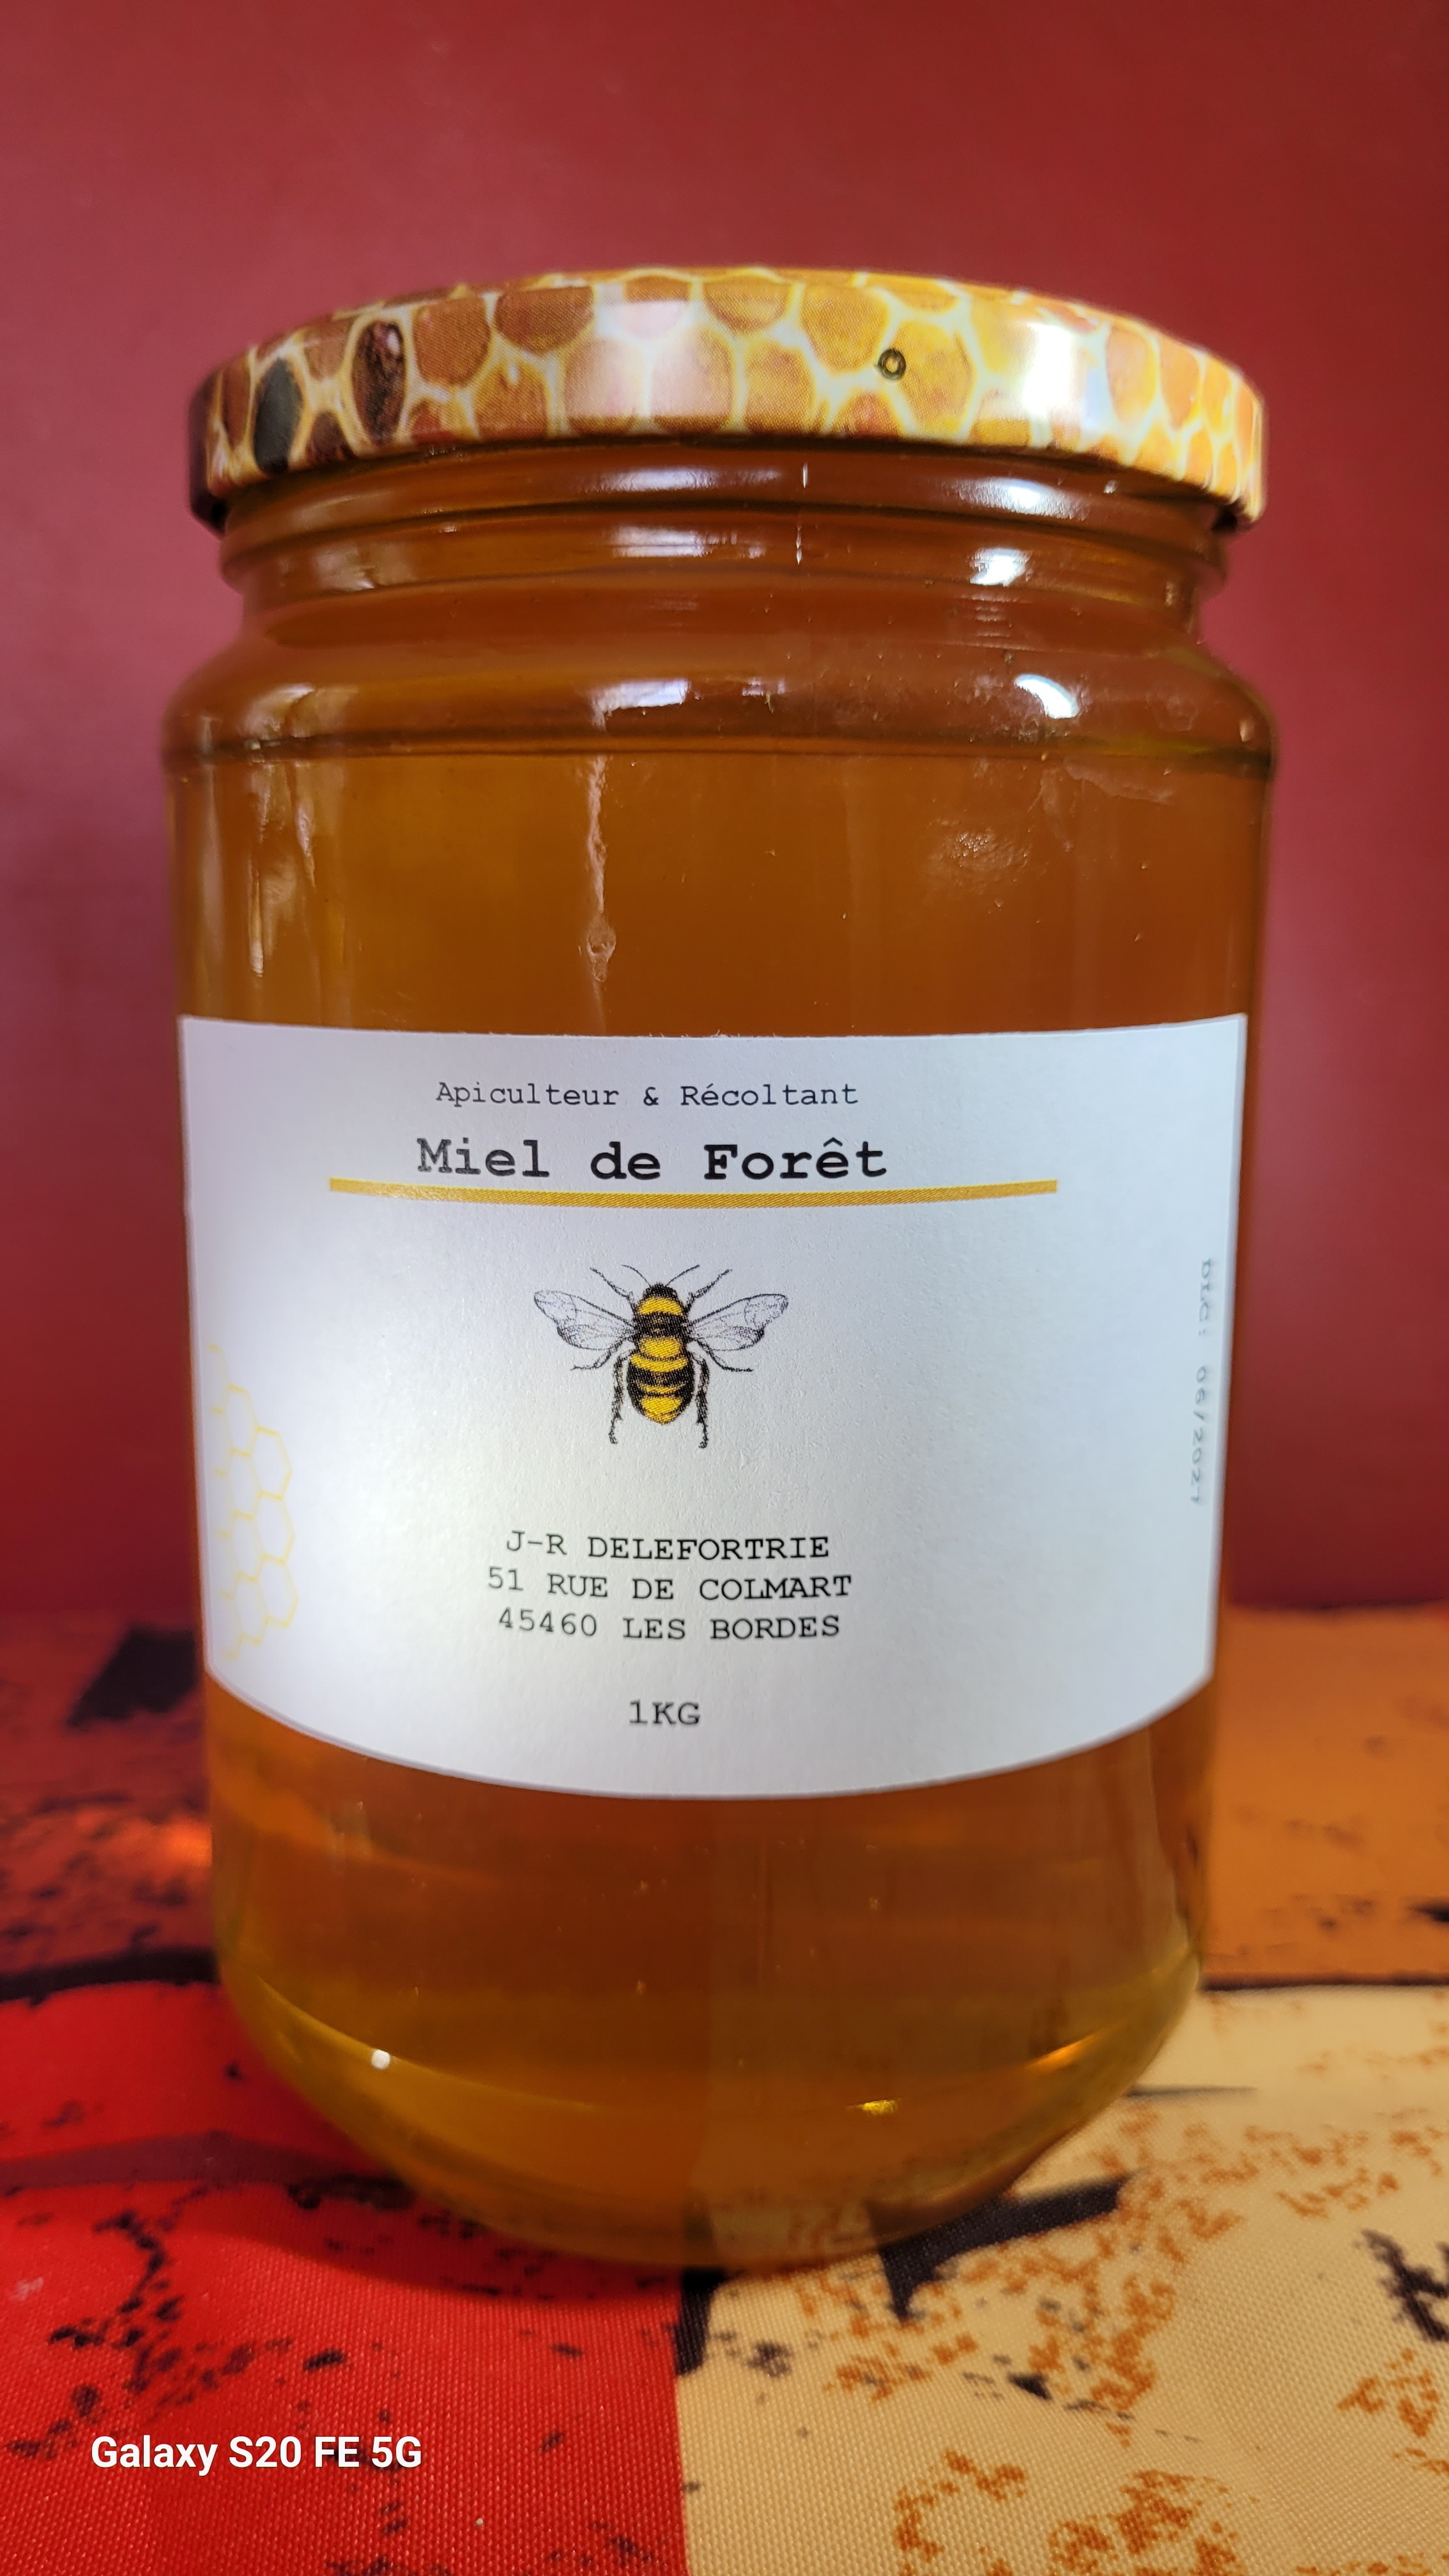 Apiculteur & Récoltant
Miel de Forêt
J-R DELEFORTRIE
51 RUE DE COLMART
45460 LES BORDES
1KG
DLC: 06/2027
Galaxy S20 FE 5G